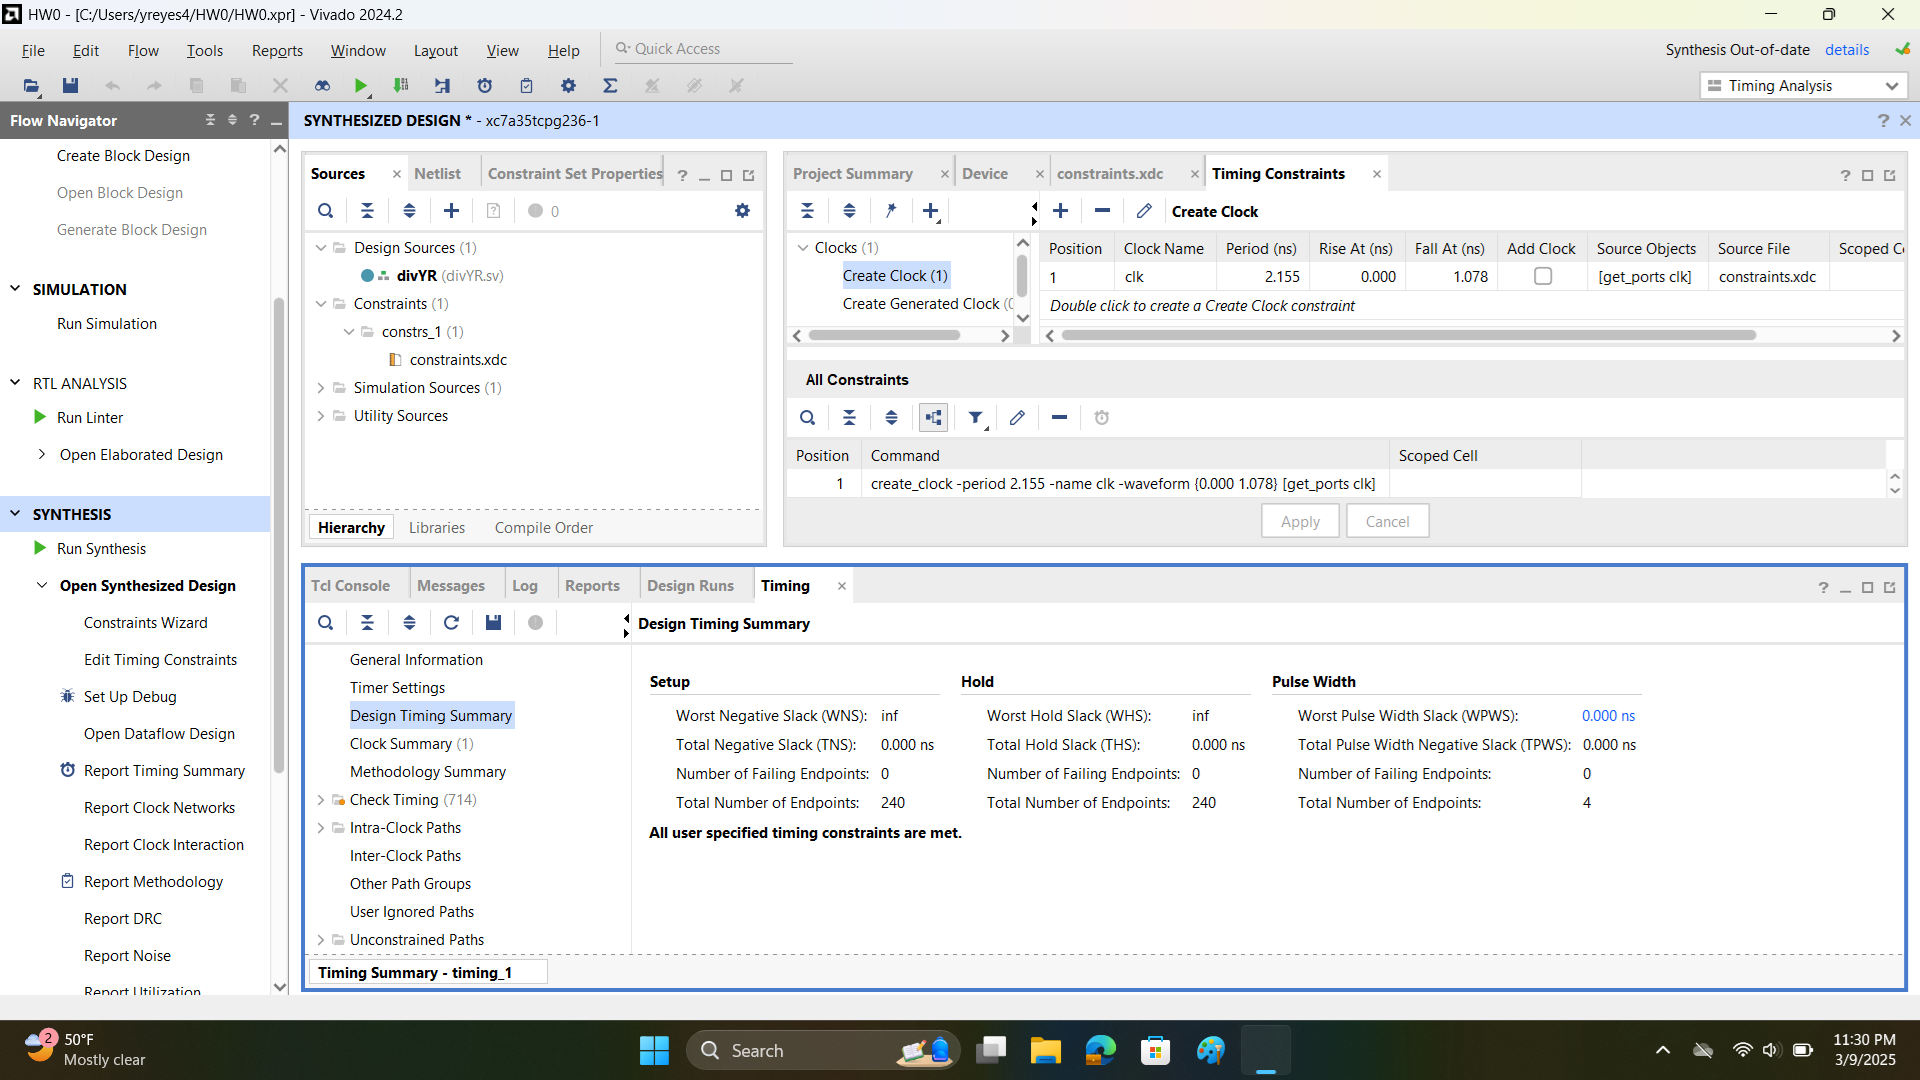 HW0 - [C:/Users/yreyes4/HW0/HW0.xpr] - Vivado 2024.2
File Edit Flow Tools Reports Window Layout View Help Quick Access
Synthesis Out-of-date details
Timing Analysis
Flow Navigator
Create Block Design
Open Block Design
Generate Block Design
SIMULATION
Run Simulation
RTL ANALYSIS
Run Linter
Open Elaborated Design
SYNTHESIS
Run Synthesis
Open Synthesized Design
Constraints Wizard
Edit Timing Constraints
Set Up Debug
Open Dataflow Design
Report Timing Summary
Report Clock Networks
Report Clock Interaction
Report Methodology
Report DRC
Report Noise
Report Utilization
SYNTHESIZED DESIGN * - xc7a35tcpg236-1
Sources Netlist Constraint Set Properties
0
Design Sources (1)
divYR (divYR.sv)
Constraints (1)
constrs_1 (1)
constraints.xdc
Simulation Sources (1)
Utility Sources
Hierarchy Libraries Compile Order
Project Summary Device constraints.xdc Timing Constraints
Clocks (1)
Create Clock (1)
Create Generated Clock (
Create Clock
Position Clock Name Period (ns) Rise At (ns) Fall At (ns) Add Clock Source Objects Source File Scoped
1 clk 2.155 0.000 1.078 [get_ports clk] constraints.xdc
Double click to create a Create Clock constraint
All Constraints
Position Command Scoped Cell
1 create_clock -period 2.155 -name clk -waveform {0.000 1.078} [get_ports clk]
Apply Cancel
Tcl Console Messages Log Reports Design Runs Timing
General Information
Timer Settings
Design Timing Summary
Clock Summary (1)
Methodology Summary
Check Timing (714)
Intra-Clock Paths
Inter-Clock Paths
Other Path Groups
User Ignored Paths
Unconstrained Paths
Design Timing Summary
Setup Hold Pulse Width
Worst Negative Slack (WNS): inf Worst Hold Slack (WHS): inf Worst Pulse Width Slack (WPWS): 0.000 ns
Total Negative Slack (TNS): 0.000 ns Total Hold Slack (THS): 0.000 ns Total Pulse Width Negative Slack (TPWS): 0.000 ns
Number of Failing Endpoints: 0 Number of Failing Endpoints: 0 Number of Failing Endpoints: 0
Total Number of Endpoints: 240 Total Number of Endpoints: 240 Total Number of Endpoints: 4
All user specified timing constraints are met.
Timing Summary - timing_1
2
50°F
Mostly clear
Search
11:30 PM
3/9/2025